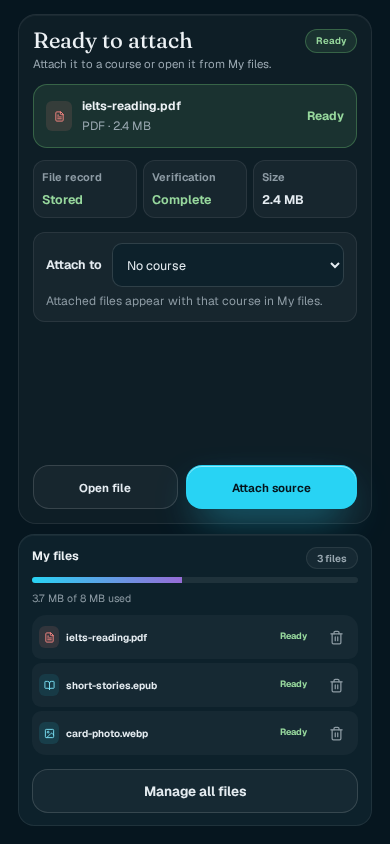 Ready to attach
Ready
Attach it to a course or open it from My files.
ielts-reading.pdf
PDF · 2.4 MB
Ready
File record
Stored
Verification
Complete
Size
2.4 MB
Attach to
No course
Attached files appear with that course in My files.
Open file
Attach source
My files
3 files
3.7 MB of 8 MB used
ielts-reading.pdf
Ready
short-stories.epub
Ready
card-photo.webp
Ready
Manage all files